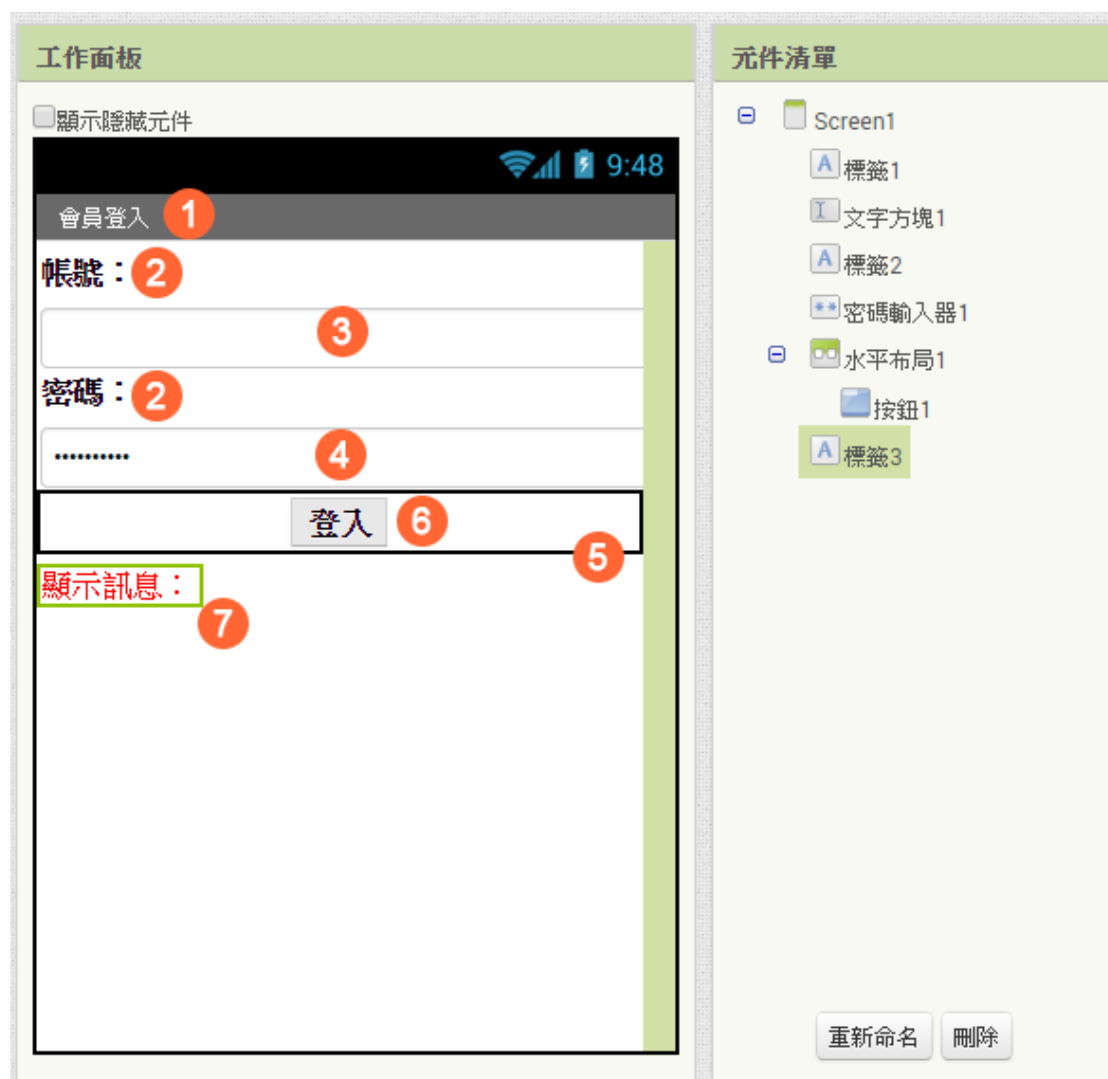 工作面板
顯示隱藏元件
9:48
會員登入 1
帳號：2
3
密碼：2
•••••••••• 4
登入 6
5
顯示訊息：
7
元件清單
Screen1
標籤1
文字方塊1
標籤2
密碼輸入器1
水平布局1
按鈕1
標籤3
重新命名 刪除